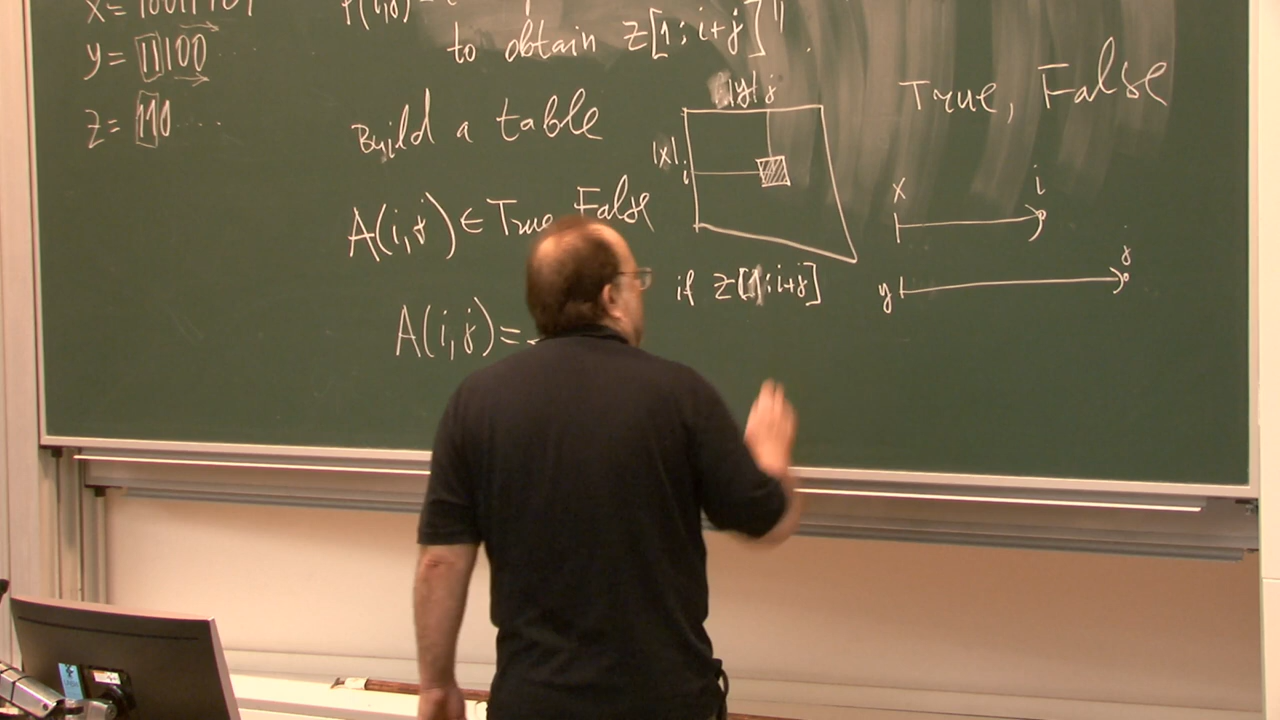 to obtain z[1:i+j]"
y= 11100 ...
z= 110 ....
Build a table
A(i,j) ∈ True False
A(i,j)=
|y| j
|x|
i
if z[1:i+j]
True, False
x i
y j